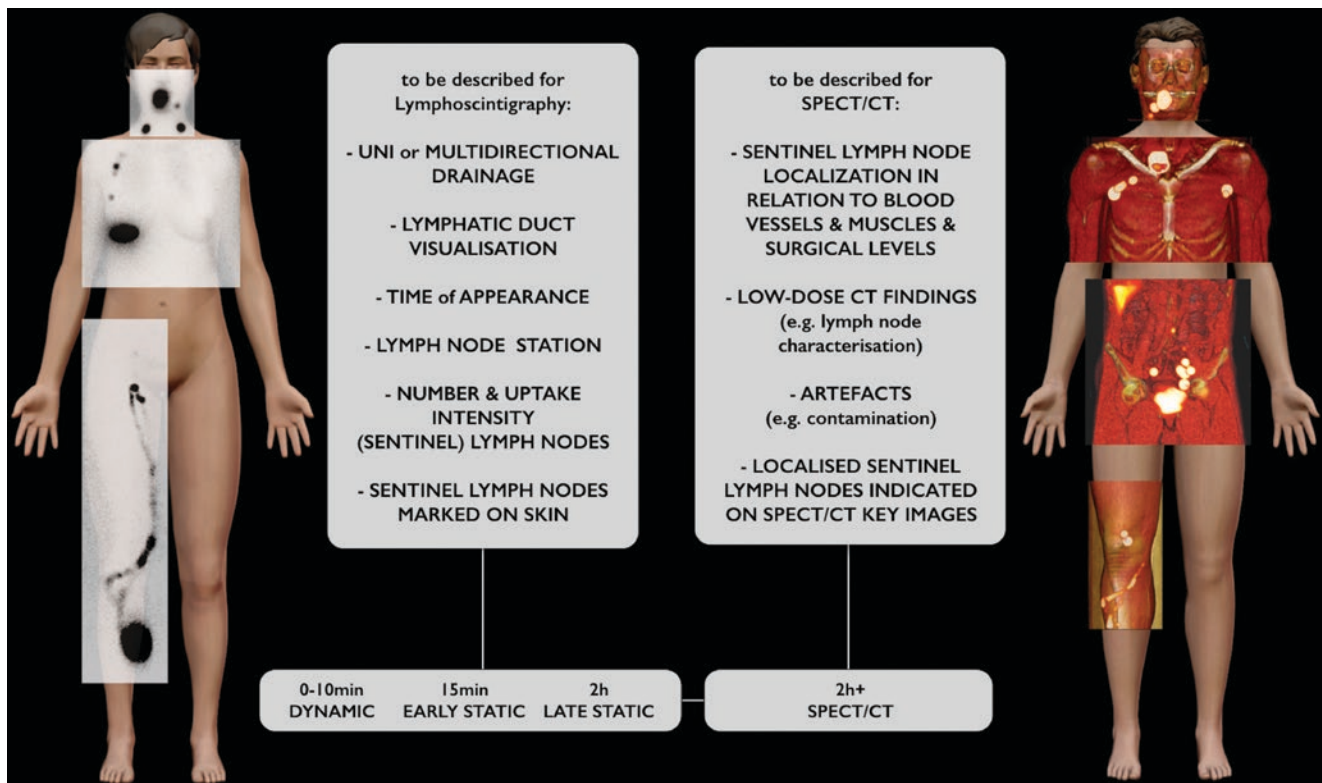 to be described for
Lymphoscintigraphy:
- UNI or MULTIDIRECTIONAL
DRAINAGE
- LYMPHATIC DUCT
VISUALISATION
- TIME of APPEARANCE
- LYMPH NODE STATION
- NUMBER & UPTAKE
INTENSITY
(SENTINEL) LYMPH NODES
- SENTINEL LYMPH NODES
MARKED ON SKIN
to be described for
SPECT/CT:
- SENTINEL LYMPH NODE
LOCALIZATION IN
RELATION TO BLOOD
VESSELS & MUSCLES &
SURGICAL LEVELS
- LOW-DOSE CT FINDINGS
(e.g. lymph node
characterisation)
- ARTEFACTS
(e.g. contamination)
- LOCALISED SENTINEL
LYMPH NODES INDICATED
ON SPECT/CT KEY IMAGES
0-10min
DYNAMIC
15min
EARLY STATIC
2h
LATE STATIC
2h+
SPECT/CT